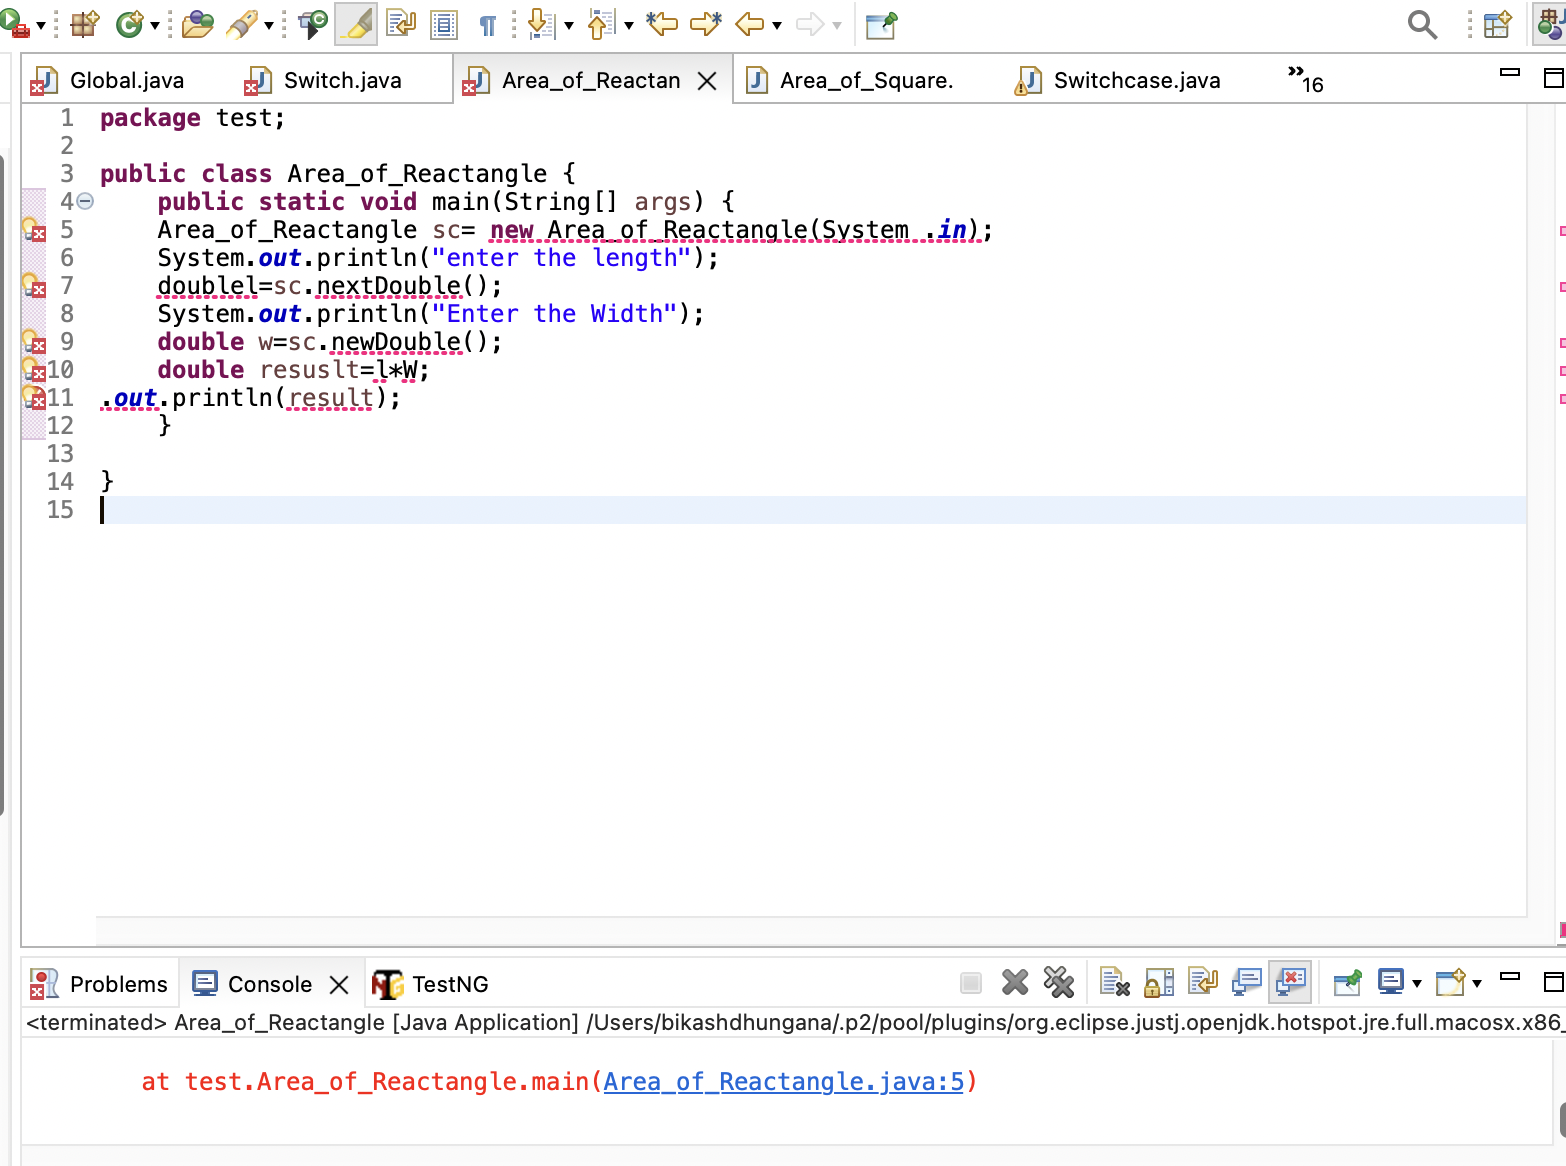 Global.java Switch.java Area_of_Reactan Area_of_Square. Switchcase.java »16
1 package test;
2
3 public class Area_of_Reactangle {
4 public static void main(String[] args) {
5 Area_of_Reactangle sc= new Area_of_Reactangle(System .in);
6 System.out.println("enter the length");
7 doublel=sc.nextDouble();
8 System.out.println("Enter the Width");
9 double w=sc.newDouble();
10 double resuslt=l*W;
11 .out.println(result);
12 }
13
14 }
15
Problems Console TestNG
<terminated> Area_of_Reactangle [Java Application] /Users/bikashdhungana/.p2/pool/plugins/org.eclipse.justj.openjdk.hotspot.jre.full.macosx.x86_
at test.Area_of_Reactangle.main(Area_of_Reactangle.java:5)